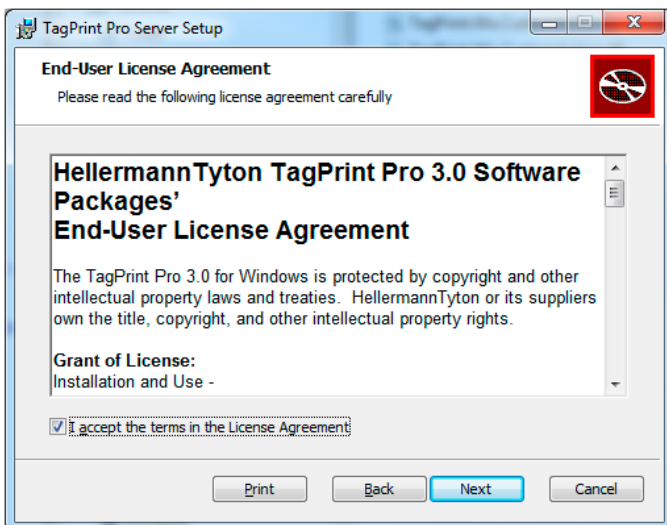 TagPrint Pro Server Setup
End-User License Agreement
Please read the following license agreement carefully
HellermannTyton TagPrint Pro 3.0 Software
Packages’
End-User License Agreement
The TagPrint Pro 3.0 for Windows is protected by copyright and other
intellectual property laws and treaties.  HellermannTyton or its suppliers
own the title, copyright, and other intellectual property rights.
Grant of License:
Installation and Use -
I accept the terms in the License Agreement
Print Back Next Cancel